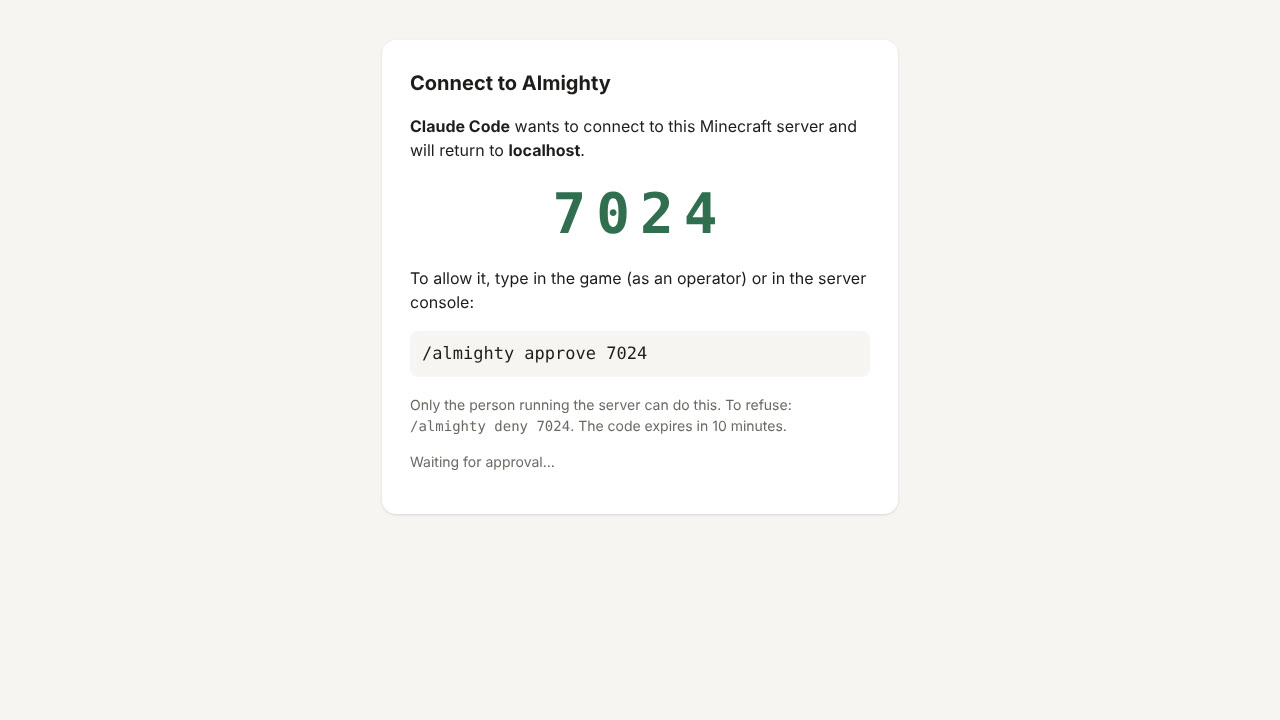 Connect to Almighty
Claude Code wants to connect to this Minecraft server and
will return to localhost.
7024
To allow it, type in the game (as an operator) or in the server
console:
/almighty approve 7024
Only the person running the server can do this. To refuse:
/almighty deny 7024. The code expires in 10 minutes.
Waiting for approval...